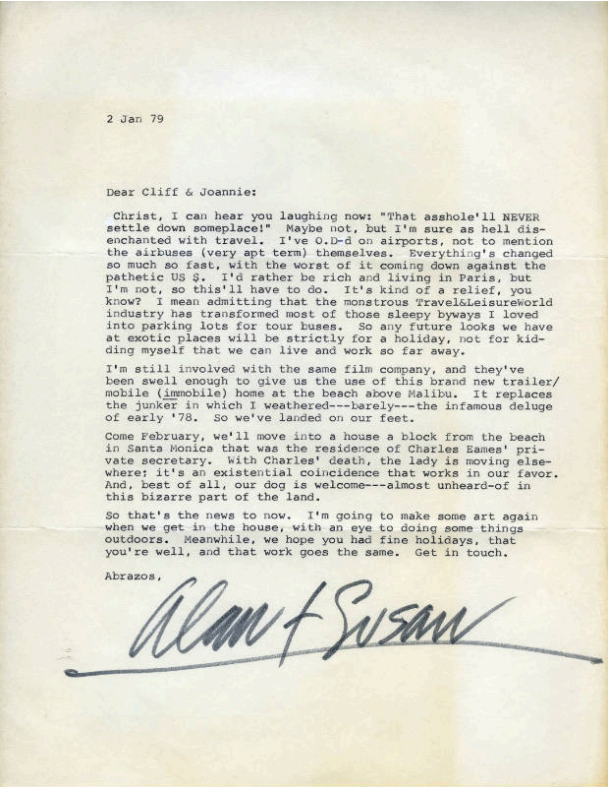 2 Jan 79
Dear Cliff & Joannie:
Christ, I can hear you laughing now: "That asshole'll NEVER
settle down someplace!" Maybe not, but I'm sure as hell dis-
enchanted with travel. I've O.D-d on airports, not to mention
the airbuses (very apt term) themselves. Everything's changed
so much so fast, with the worst of it coming down against the
pathetic US $. I'd rather be rich and living in Paris, but
I'm not, so this'll have to do. It's kind of a relief, you
know? I mean admitting that the monstrous Travel&LeisureWorld
industry has transformed most of those sleepy byways I loved
into parking lots for tour buses. So any future looks we have
at exotic places will be strictly for a holiday, not for kid-
ding myself that we can live and work so far away.
I'm still involved with the same film company, and they've
been swell enough to give us the use of this brand new trailer/
mobile (immobile) home at the beach above Malibu. It replaces
the junker in which I weathered---barely---the infamous deluge
of early '78. So we've landed on our feet.
Come February, we'll move into a house a block from the beach
in Santa Monica that was the residence of Charles Eames' pri-
vate secretary. With Charles' death, the lady is moving else-
where; it's an existential coincidence that works in our favor.
And, best of all, our dog is welcome---almost unheard-of in
this bizarre part of the land.
So that's the news to now. I'm going to make some art again
when we get in the house, with an eye to doing some things
outdoors. Meanwhile, we hope you had fine holidays, that
you're well, and that work goes the same. Get in touch.
Abrazos,
Alan + Susan